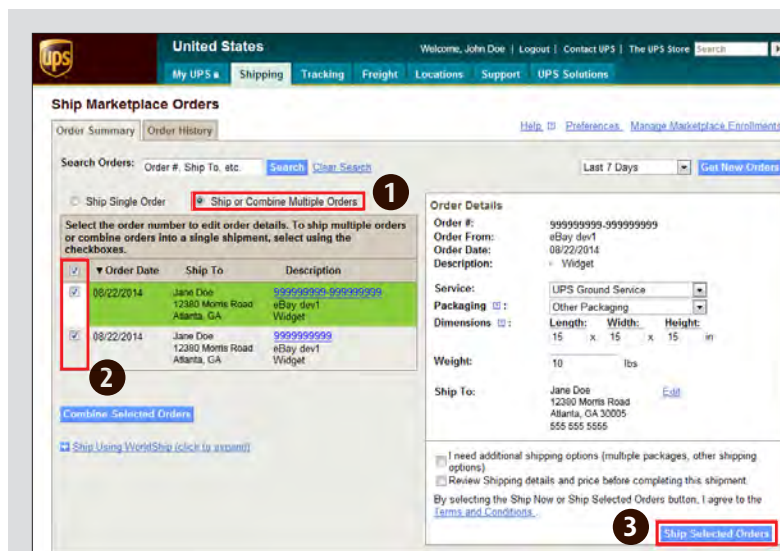 ups
United States
Welcome, John Doe | Logout | Contact UPS | The UPS Store Search
My UPS Shipping Tracking Freight Locations Support UPS Solutions
Ship Marketplace Orders
Order Summary Order History
Help Preferences Manage Marketplace Enrollments
Search Orders: Order #, Ship To, etc. Search Clear Search
Last 7 Days Get New Orders
Ship Single Order Ship or Combine Multiple Orders
1
Select the order number to edit order details. To ship multiple orders
or combine orders into a single shipment, select using the
checkboxes.
▼ Order Date Ship To Description
08/22/2014 Jane Doe 999999999-999999999
12380 Morris Road eBay dev1
Atlanta, GA Widget
08/22/2014 Jane Doe 9999999999
12380 Morris Road eBay dev1
Atlanta, GA Widget
2
Combine Selected Orders
Ship Using WorldShip (click to expand)
Order Details
Order #: 999999999-999999999
Order From: eBay dev1
Order Date: 08/22/2014
Description: - Widget
Service: UPS Ground Service
Packaging : Other Packaging
Dimensions : Length: Width: Height:
15 x 15 x 15 in
Weight: 10 lbs
Ship To: Jane Doe Edit
12380 Morris Road
Atlanta, GA 30005
555 555 5555
I need additional shipping options (multiple packages, other shipping
options)
Review Shipping details and price before completing this shipment
By selecting the Ship Now or Ship Selected Orders button, I agree to the
Terms and Conditions.
3
Ship Selected Orders